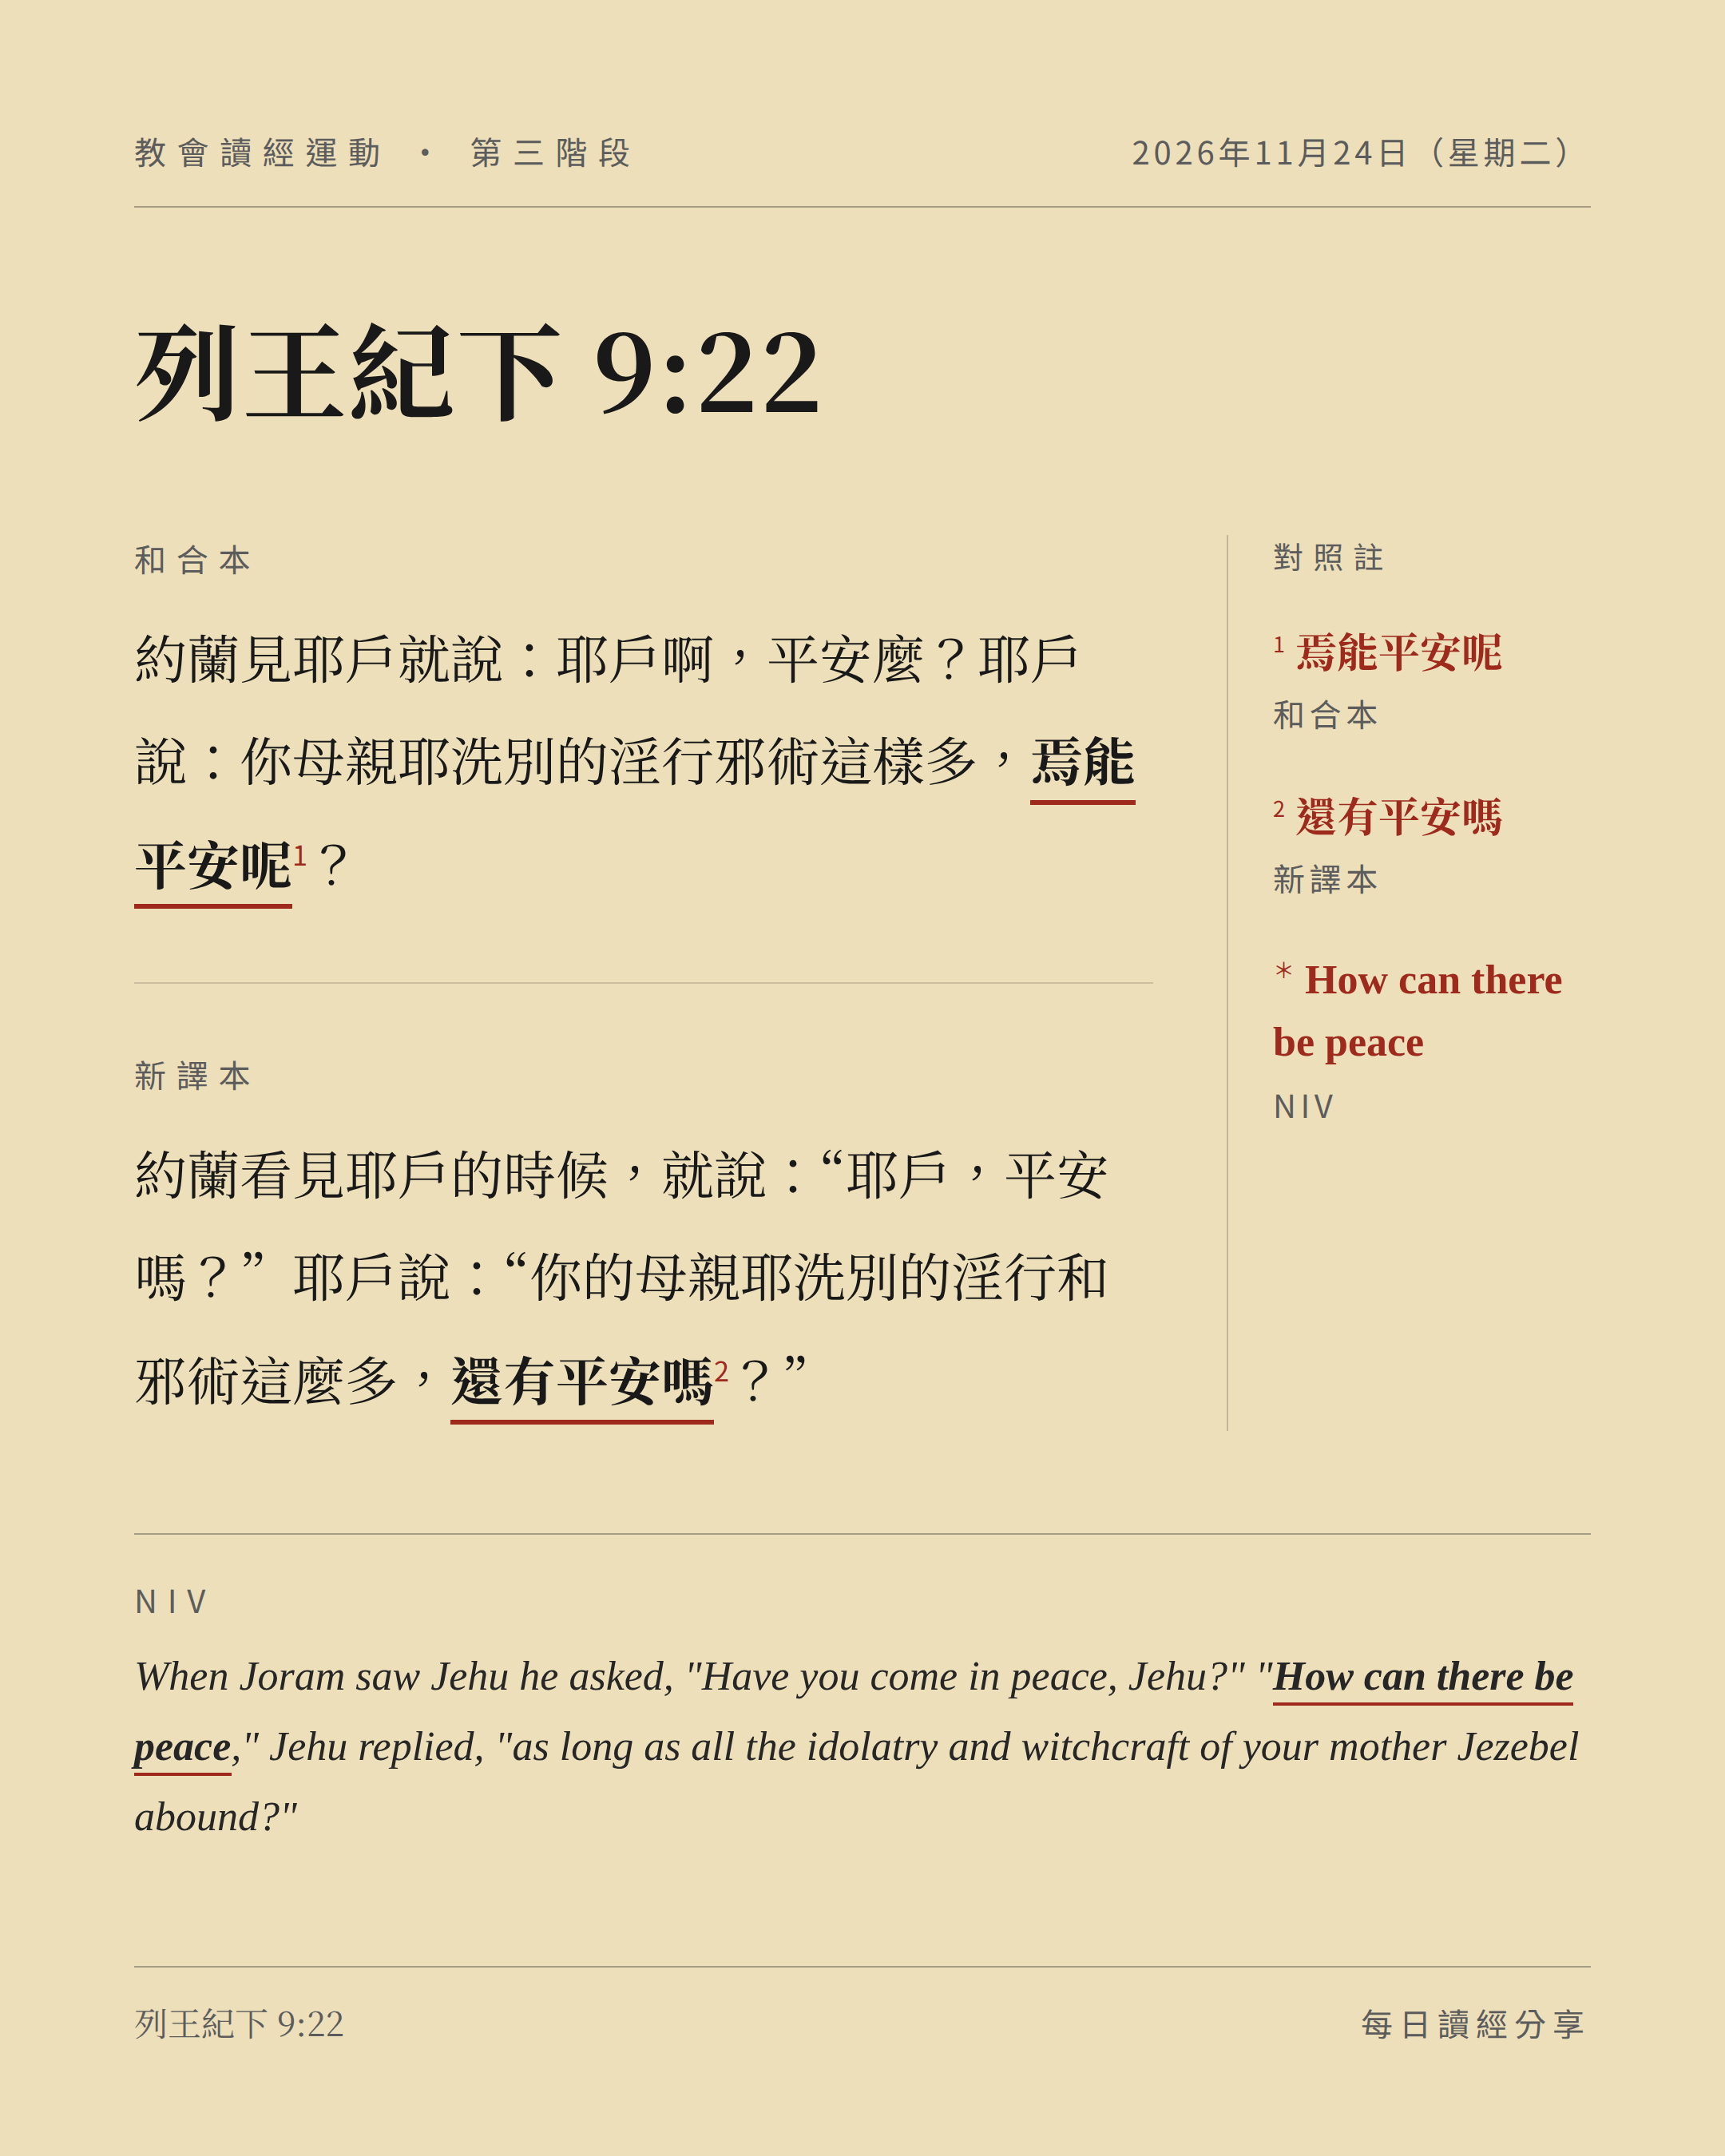 教會讀經運動 · 第三階段
2026年11月24日（星期二）
列王紀下 9:22
和合本
約蘭見耶戶就說：耶戶啊，平安麼？耶戶
說：你母親耶洗別的淫行邪術這樣多，焉能
平安呢1？
新譯本
約蘭看見耶戶的時候，就說：“耶戶，平安
嗎？” 耶戶說：“你的母親耶洗別的淫行和
邪術這麼多，還有平安嗎2？”
對照註
1 焉能平安呢
和合本
2 還有平安嗎
新譯本
* How can there
be peace
NIV
NIV
When Joram saw Jehu he asked, "Have you come in peace, Jehu?" "How can there be
peace," Jehu replied, "as long as all the idolatry and witchcraft of your mother Jezebel
abound?"
列王紀下 9:22
每日讀經分享